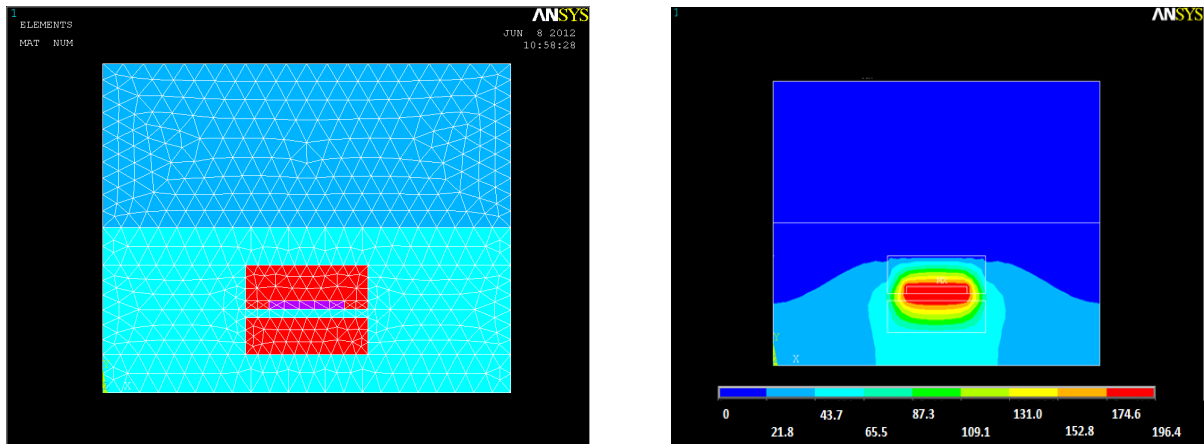 1
ANSYS
ELEMENTS
MAT NUM
JUN 8 2012
10:58:28
X
1
ANSYS
Y
X
0 43.7 87.3 131.0 174.6
21.8 65.5 109.1 152.8 196.4